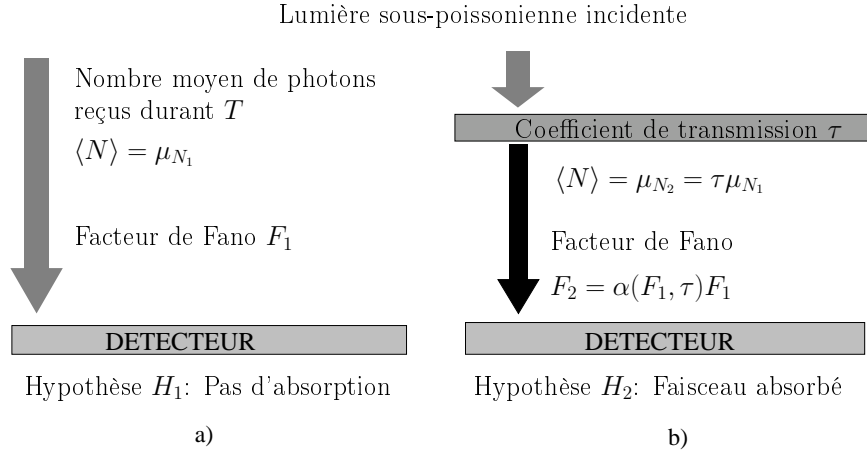 Lumière sous-poissonienne incidente
Nombre moyen de photons
reçus durant T
⟨N⟩ = μ_{N_1}
Facteur de Fano F_1
DETECTEUR
Hypothèse H_1: Pas d'absorption
a)
Coefficient de transmission τ
⟨N⟩ = μ_{N_2} = τμ_{N_1}
Facteur de Fano
F_2 = α(F_1, τ)F_1
DETECTEUR
Hypothèse H_2: Faisceau absorbé
b)